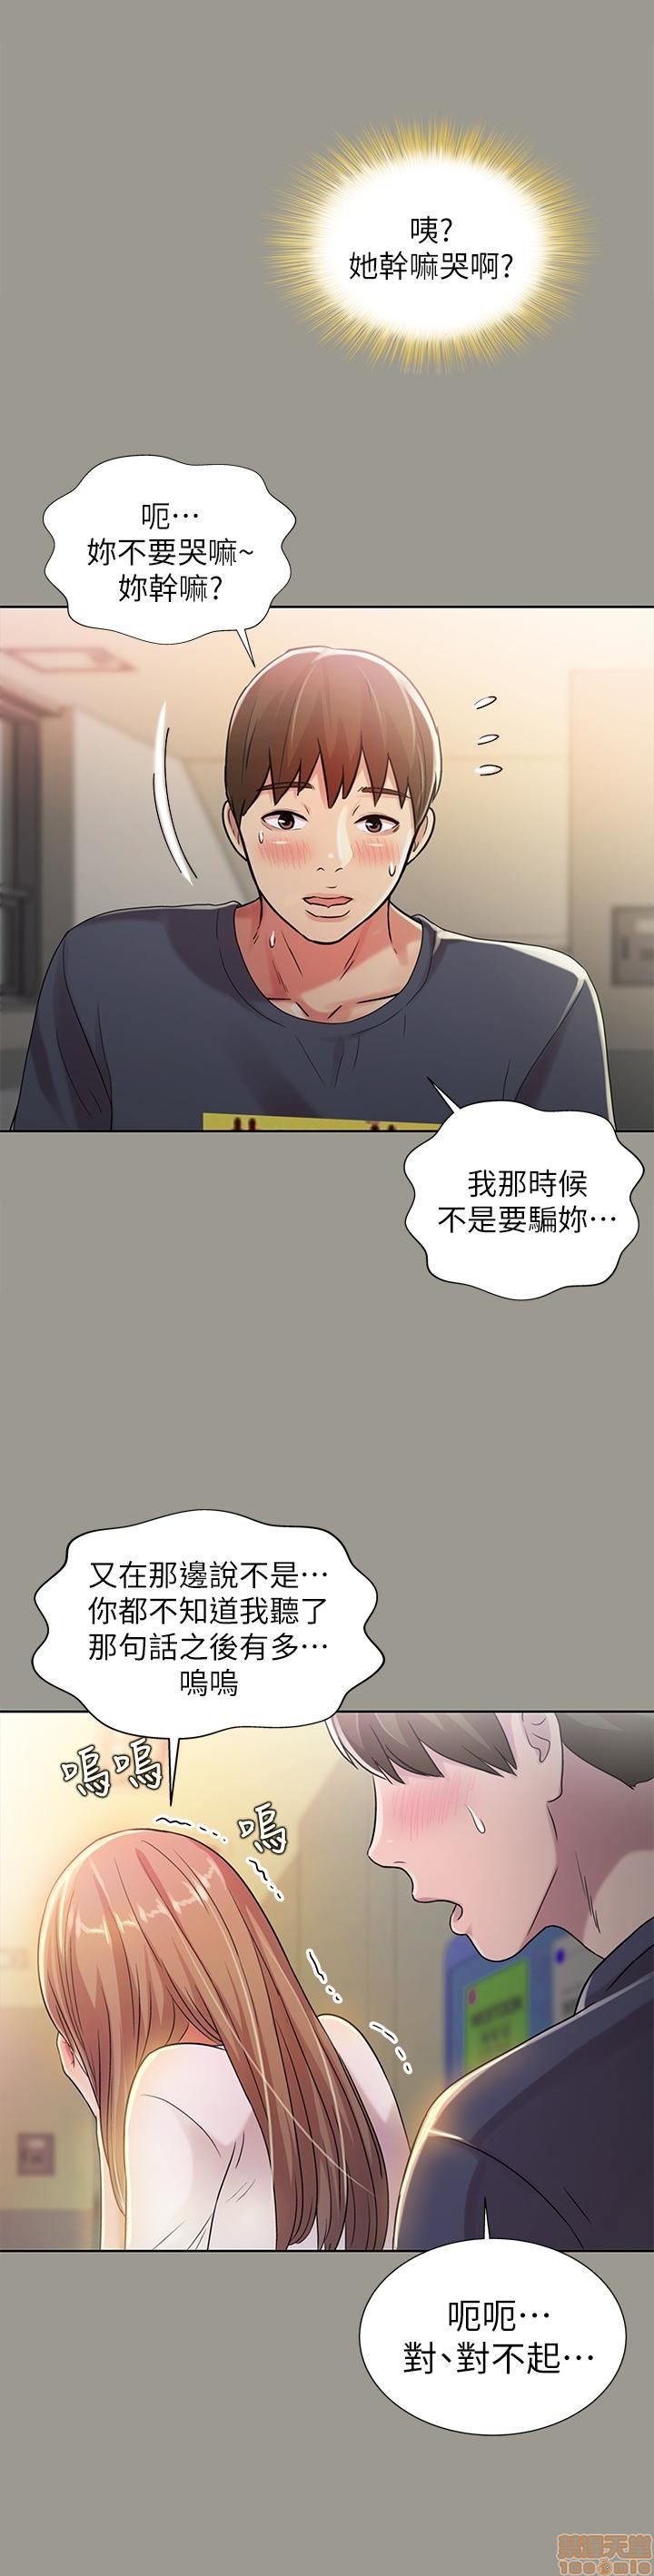 咦?
她幹嘛哭啊?
呃…
妳不要哭嘛~
妳幹嘛?
我那時候
不是要騙妳…
又在那邊說不是…
你都不知道我聽了
那句話之後有多…
嗚嗚
嗚嗚
嗚
呃呃…
對、對不起…